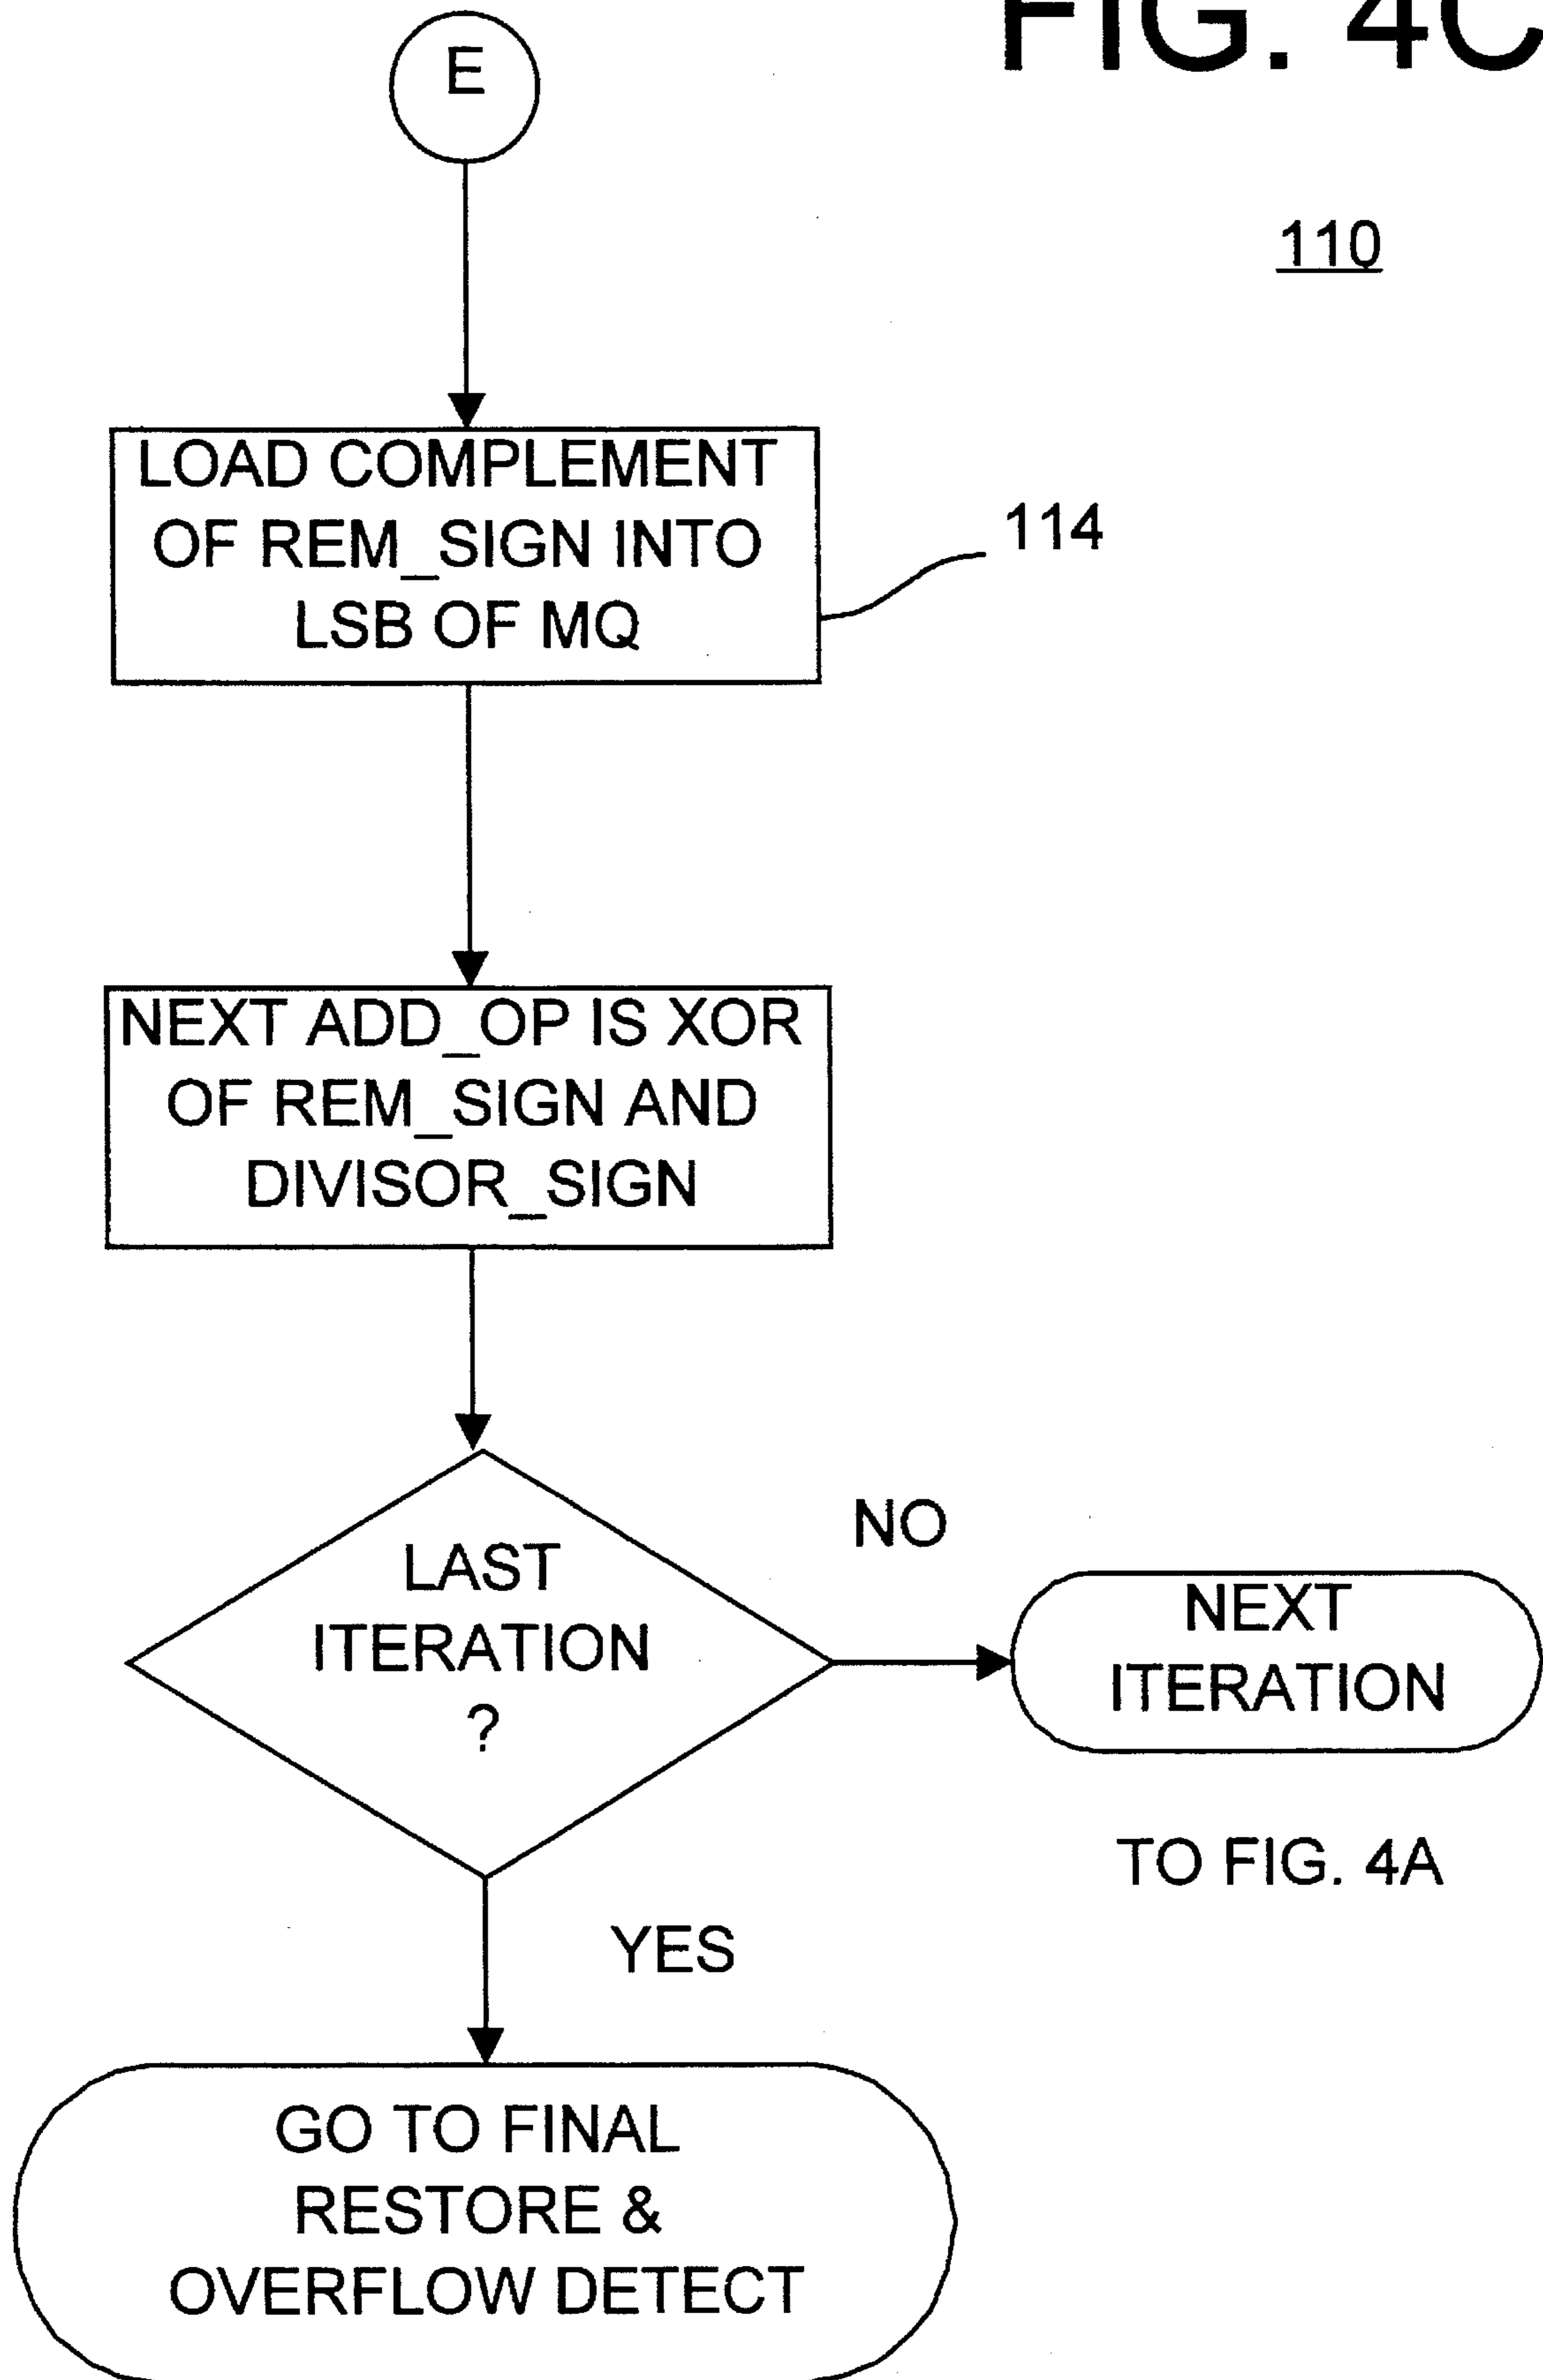 FIG. 4C
E
110
LOAD COMPLEMENT
OF REM_SIGN INTO
LSB OF MQ
114
NEXT ADD_OP IS XOR
OF REM_SIGN AND
DIVISOR_SIGN
LAST
ITERATION
?
NO
NEXT
ITERATION
TO FIG. 4A
YES
GO TO FINAL
RESTORE &
OVERFLOW DETECT